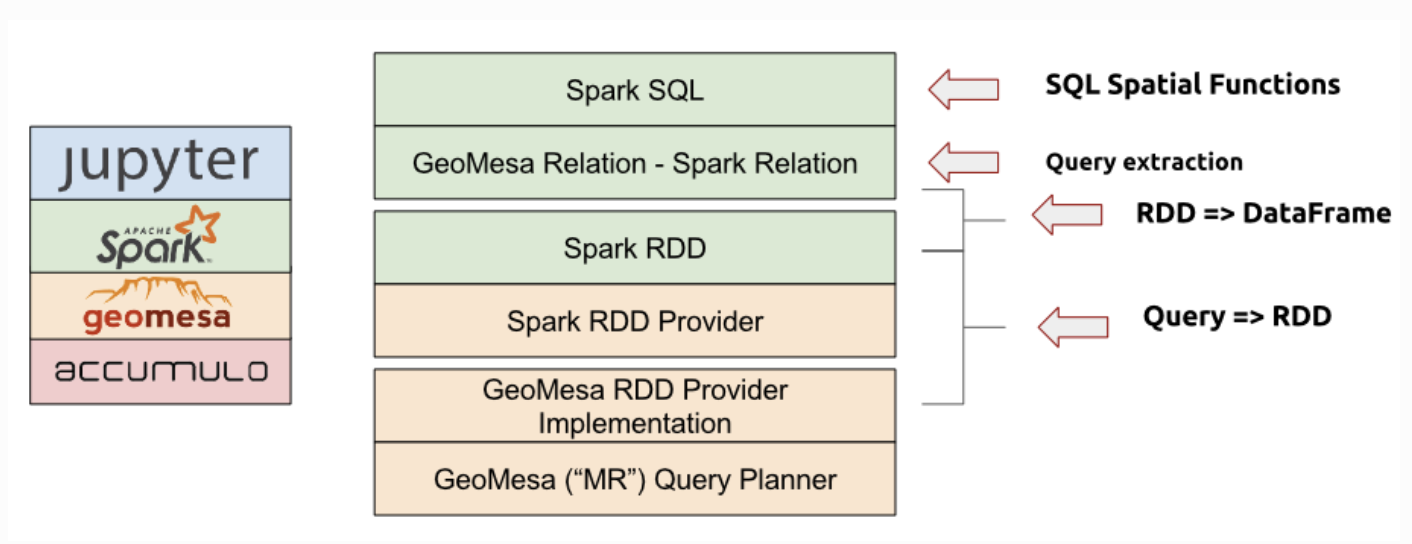 jupyter
APACHE
Spark
geomesa
accumulo
Spark SQL
GeoMesa Relation - Spark Relation
Spark RDD
Spark RDD Provider
GeoMesa RDD Provider
Implementation
GeoMesa (“MR”) Query Planner
SQL Spatial Functions
Query extraction
RDD => DataFrame
Query => RDD